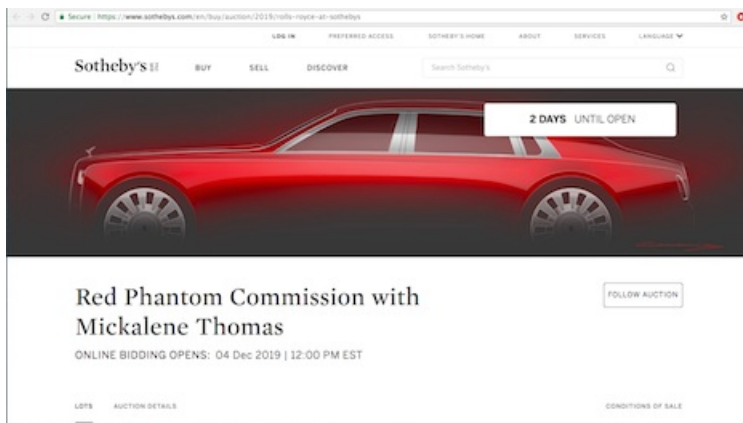 Secure | https://www.sothebys.com/en/buy/auction/2019/rolls-royce-at-sothebys
LOG IN PREFERRED ACCESS SOTHEBY'S HOME ABOUT SERVICES LANGUAGE
Sotheby's BUY SELL DISCOVER Search Sotheby's
2 DAYS UNTIL OPEN
Red Phantom Commission with
Mickalene Thomas
FOLLOW AUCTION
ONLINE BIDDING OPENS: 04 Dec 2019 | 12:00 PM EST
LOTS AUCTION DETAILS CONDITIONS OF SALE